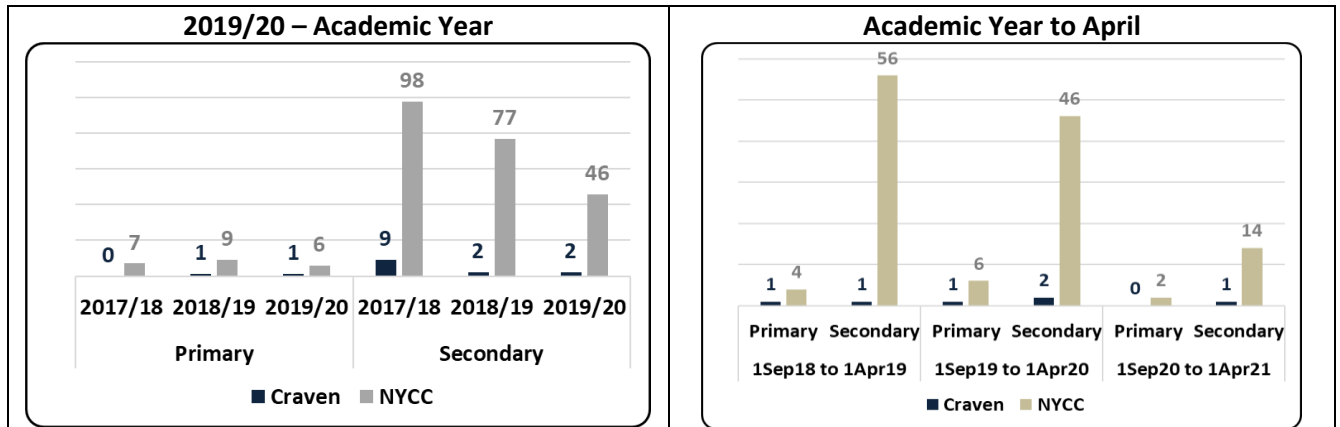 2019/20 – Academic Year
98
77
46
9
7
9
6
0
1
1
2
2
2017/18 2018/19 2019/20 2017/18 2018/19 2019/20
Primary Secondary
Craven NYCC
Academic Year to April
56
46
14
1 4 1 1 6 2 0 2 1
Primary Secondary Primary Secondary Primary Secondary
1Sep18 to 1Apr19 1Sep19 to 1Apr20 1Sep20 to 1Apr21
Craven NYCC